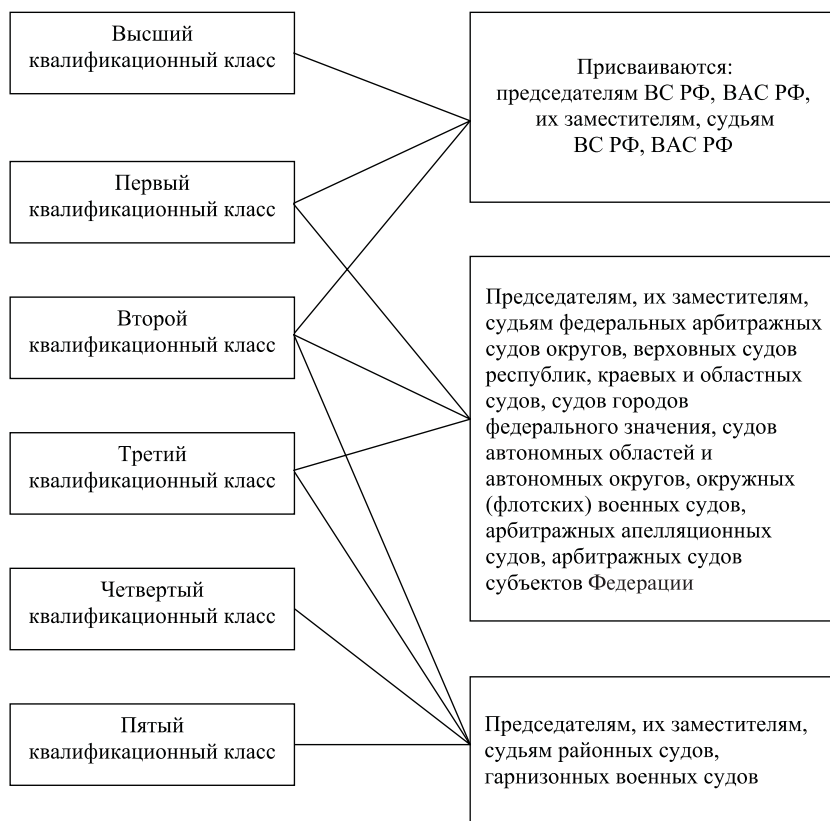 Высший
квалификационный класс
Первый
квалификационный класс
Второй
квалификационный класс
Третий
квалификационный класс
Четвертый
квалификационный класс
Пятый
квалификационный класс
Присваиваются:
председателям ВС РФ, ВАС РФ,
их заместителям, судьям
ВС РФ, ВАС РФ
Председателям, их заместителям,
судьям федеральных арбитражных
судов округов, верховных судов
республик, краевых и областных
судов, судов городов
федерального значения, судов
автономных областей и
автономных округов, окружных
(флотских) военных судов,
арбитражных апелляционных
судов, арбитражных судов
субъектов Федерации
Председателям, их заместителям,
судьям районных судов,
гарнизонных военных судов